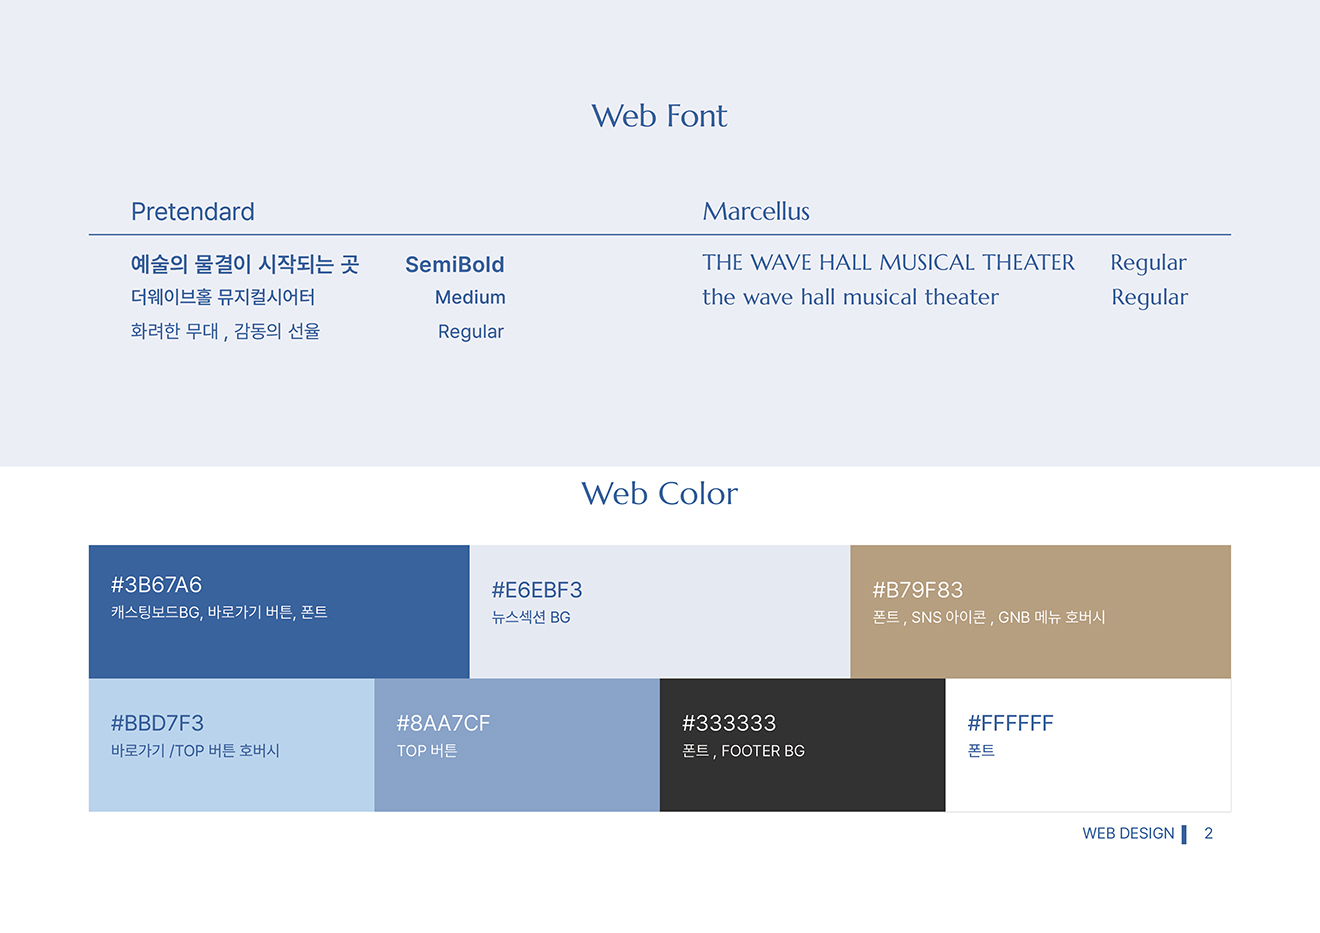 Web Font
Pretendard
예술의 물결이 시작되는 곳 SemiBold
더웨이브홀 뮤지컬시어터 Medium
화려한 무대 , 감동의 선율 Regular
Marcellus
THE WAVE HALL MUSICAL THEATER Regular
the wave hall musical theater Regular
Web Color
#3B67A6
캐스팅보드BG, 바로가기 버튼, 폰트
#E6EBF3
뉴스섹션 BG
#B79F83
폰트 , SNS 아이콘 , GNB 메뉴 호버시
#BBD7F3
바로가기 /TOP 버튼 호버시
#8AA7CF
TOP 버튼
#333333
폰트 , FOOTER BG
#FFFFFF
폰트
WEB DESIGN 2